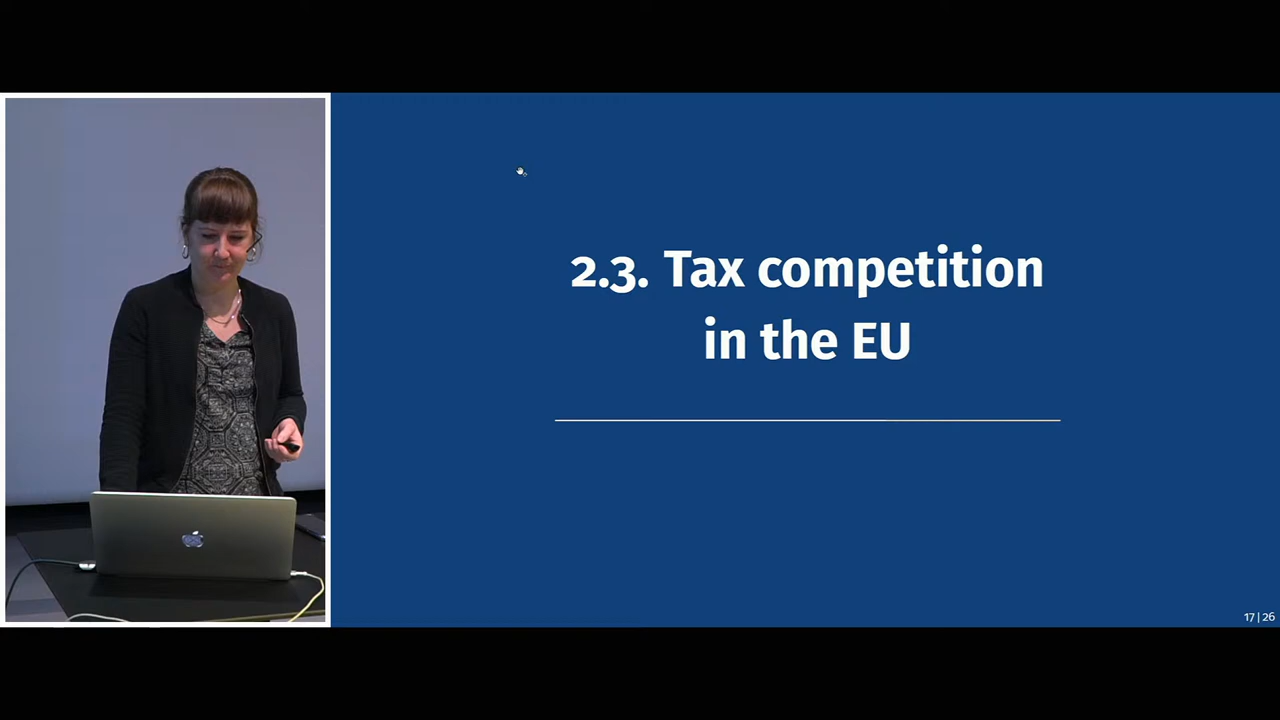 2.3. Tax competition
in the EU
17 | 26